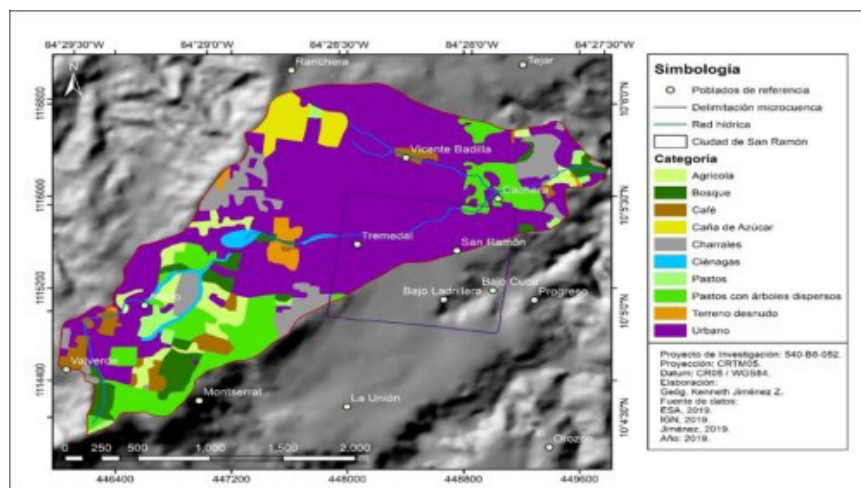 84°29'30"W 84°29'0"W 84°28'30"W 84°28'0"W 84°27'30"W
N
Ranchera
Tejar
1116800
10°6'0"N
Vicente Badilla
Cachera
1116000
10°5'30"N
Tremedal
San Ramón
1115200
Bajo Ladrillera
Bajo Cucú
Progreso
10°5'0"N
Valverde
1114400
Montserrat
La Unión
10°4'30"N
Orozco
0 250 500 1,000 1,500 2,000
446400 447200 448000 448800 449600
Simbología
Poblados de referencia
Delimitación microcuenca
Red hídrica
Ciudad de San Ramón
Categoría
Agrícola
Bosque
Café
Caña de Azúcar
Charrales
Ciénagas
Pastos
Pastos con árboles dispersos
Terreno desnudo
Urbano
Proyecto de Investigación: 540-B8-052.
Proyección: CRTM05.
Datum: CR05 / WGS84.
Elaboración:
Geóg. Kenneth Jiménez Z.
Fuente de datos:
ESA, 2019.
IGN, 2019.
Jiménez, 2019.
Año: 2019.